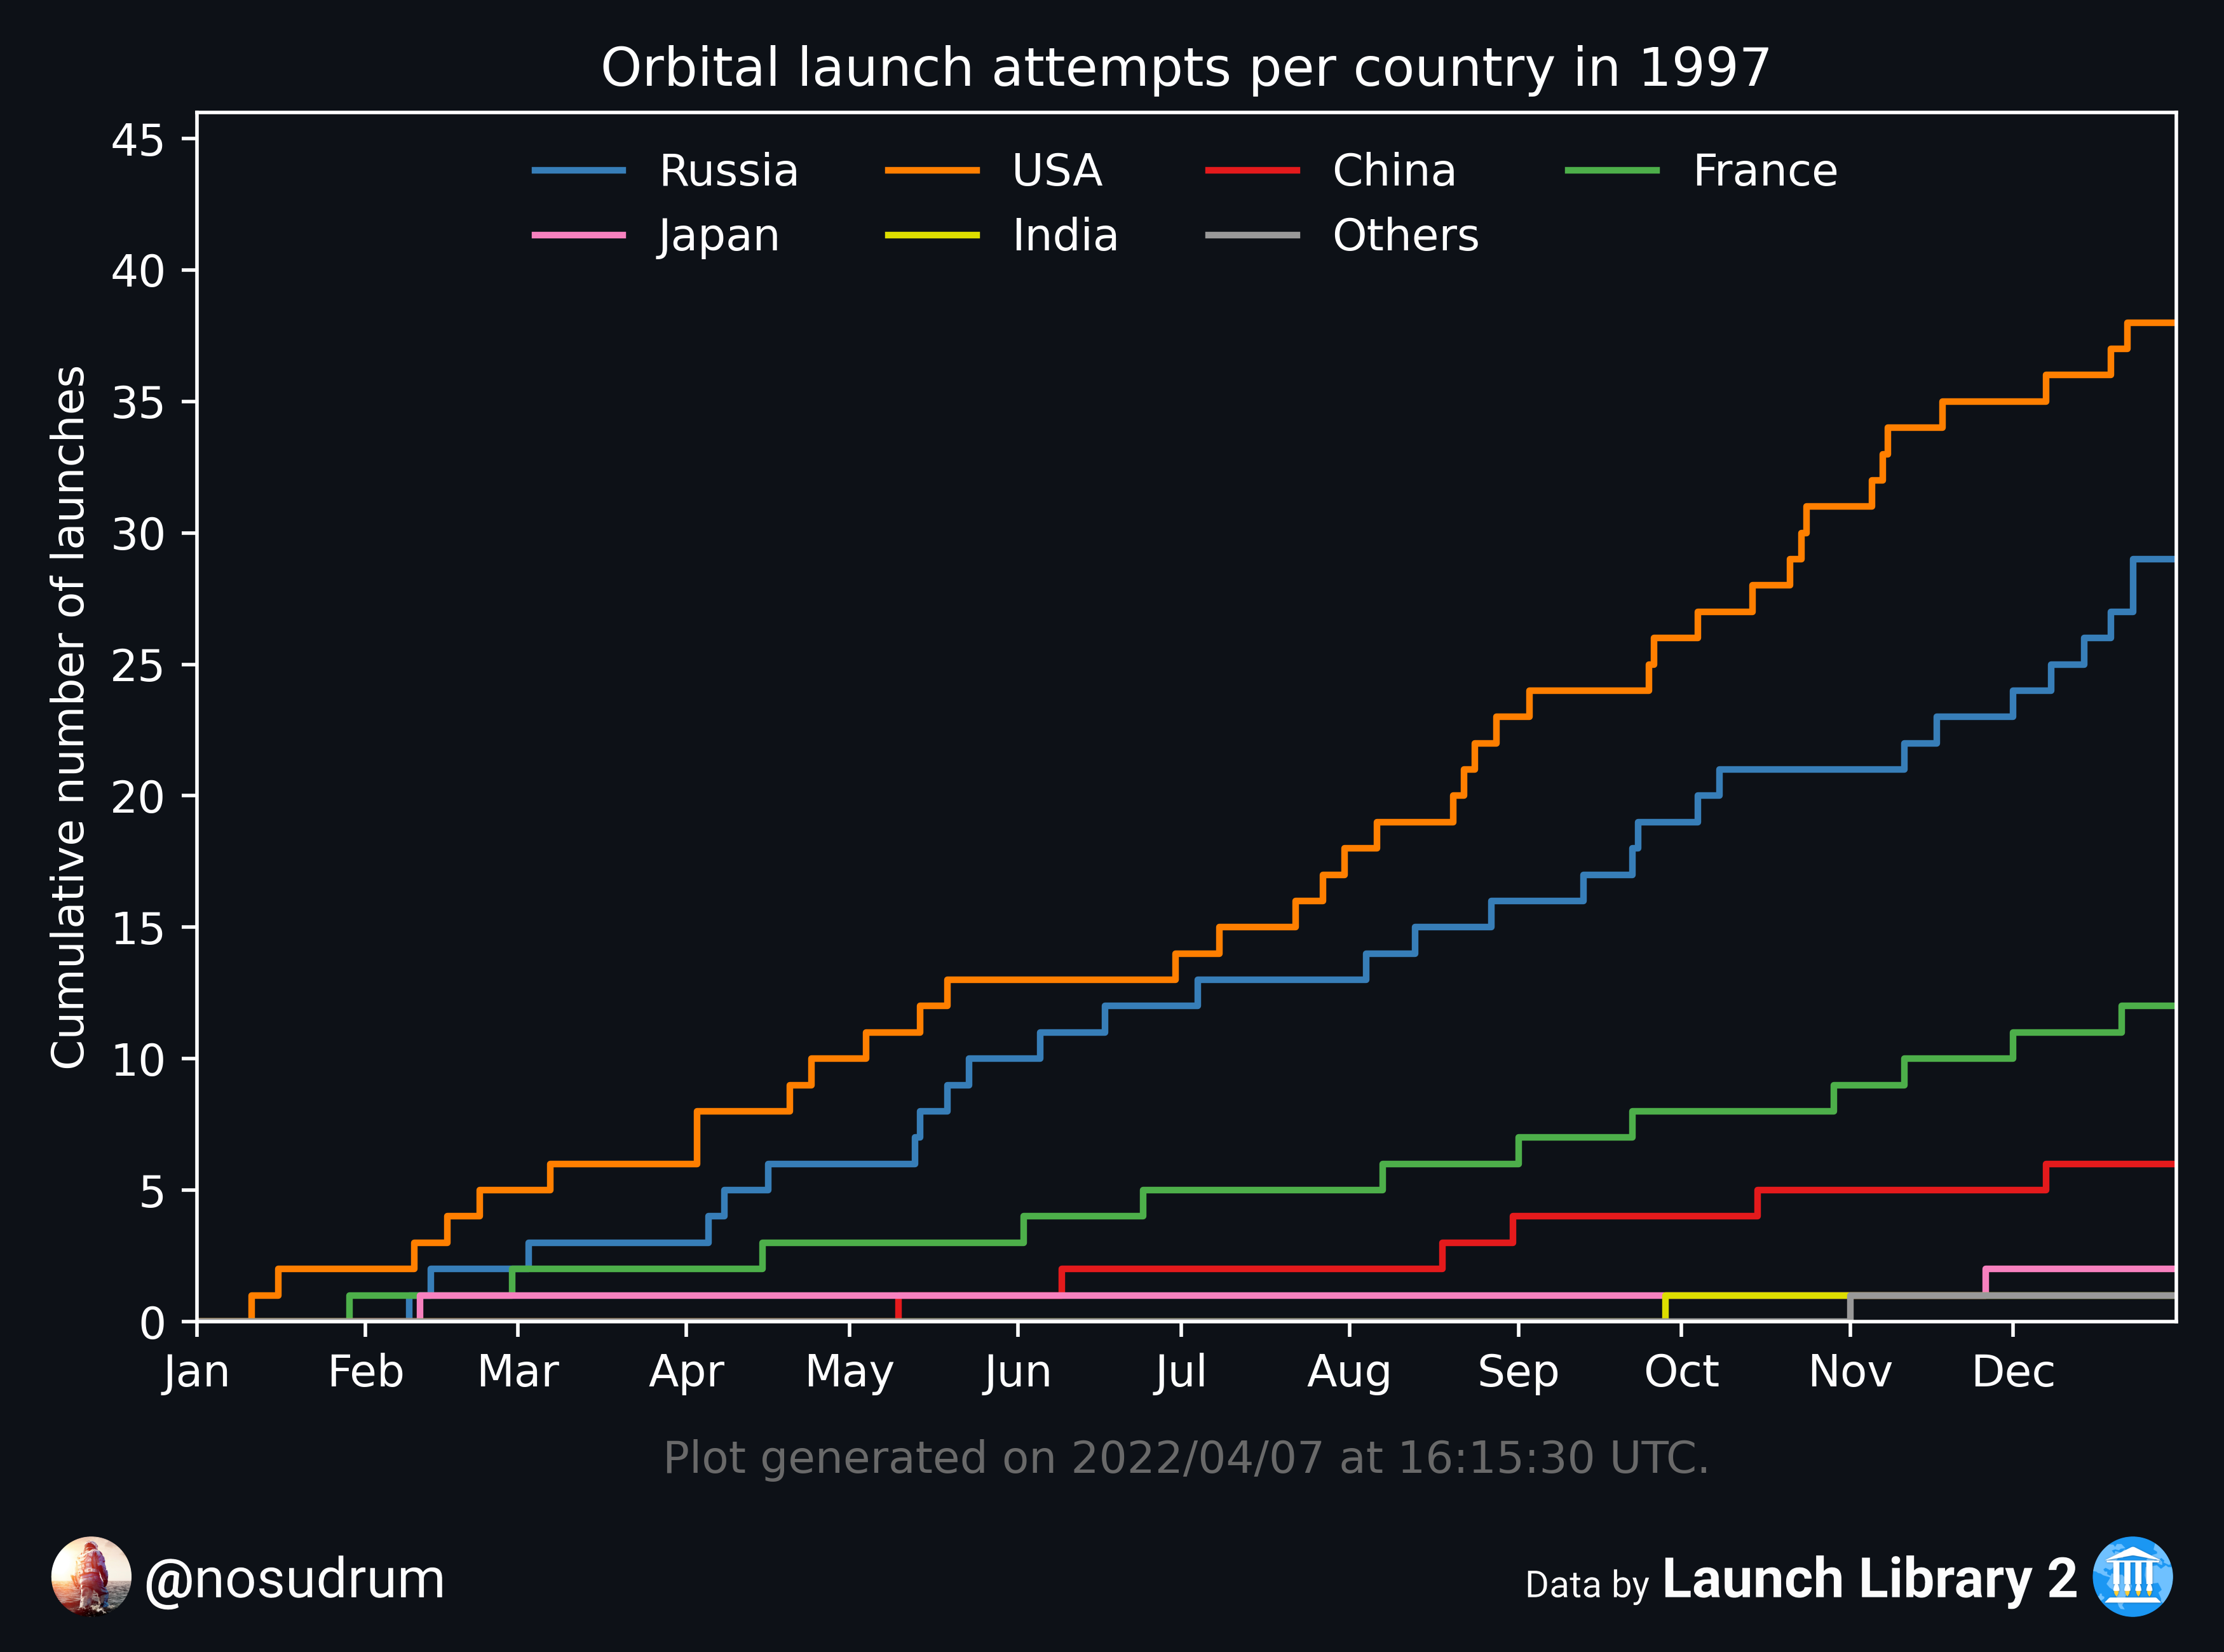 Orbital launch attempts per country in 1997
45
40
35
30
25
20
15
10
5
0
Cumulative number of launches
Russia USA China France
Japan India Others
Jan Feb Mar Apr May Jun Jul Aug Sep Oct Nov Dec
Plot generated on 2022/04/07 at 16:15:30 UTC.
@nosudrum
Data by Launch Library 2